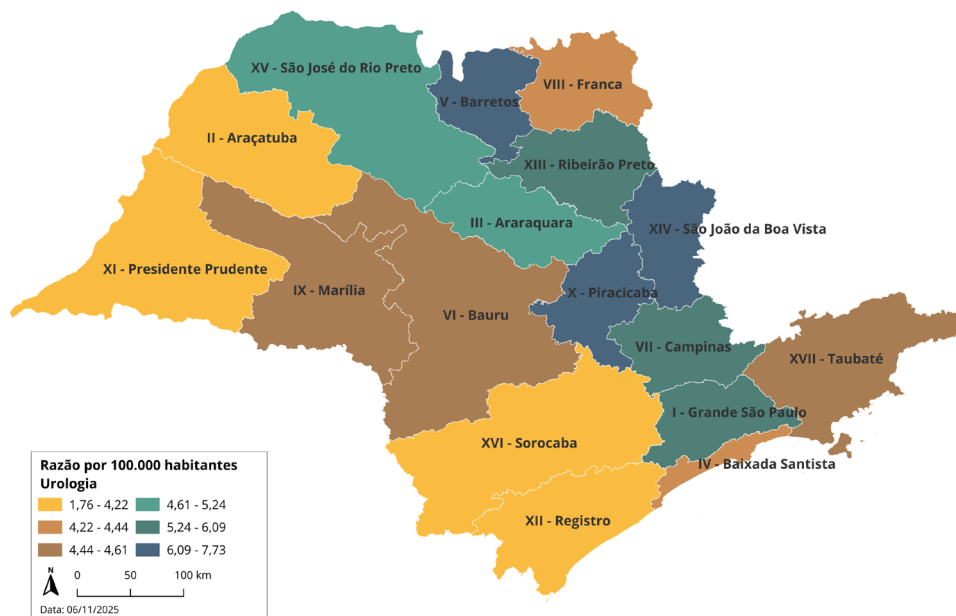 XV - São José do Rio Preto
VIII - Franca
V - Barretos
II - Araçatuba
XIII - Ribeirão Preto
III - Araraquara
XIV - São João da Boa Vista
XI - Presidente Prudente
IX - Marília
X - Piracicaba
VI - Bauru
VII - Campinas
XVII - Taubaté
I - Grande São Paulo
XVI - Sorocaba
IV - Baixada Santista
XII - Registro
Razão por 100.000 habitantes
Urologia
1,76 - 4,22 4,61 - 5,24
4,22 - 4,44 5,24 - 6,09
4,44 - 4,61 6,09 - 7,73
N
0 50 100 km
Data: 06/11/2025